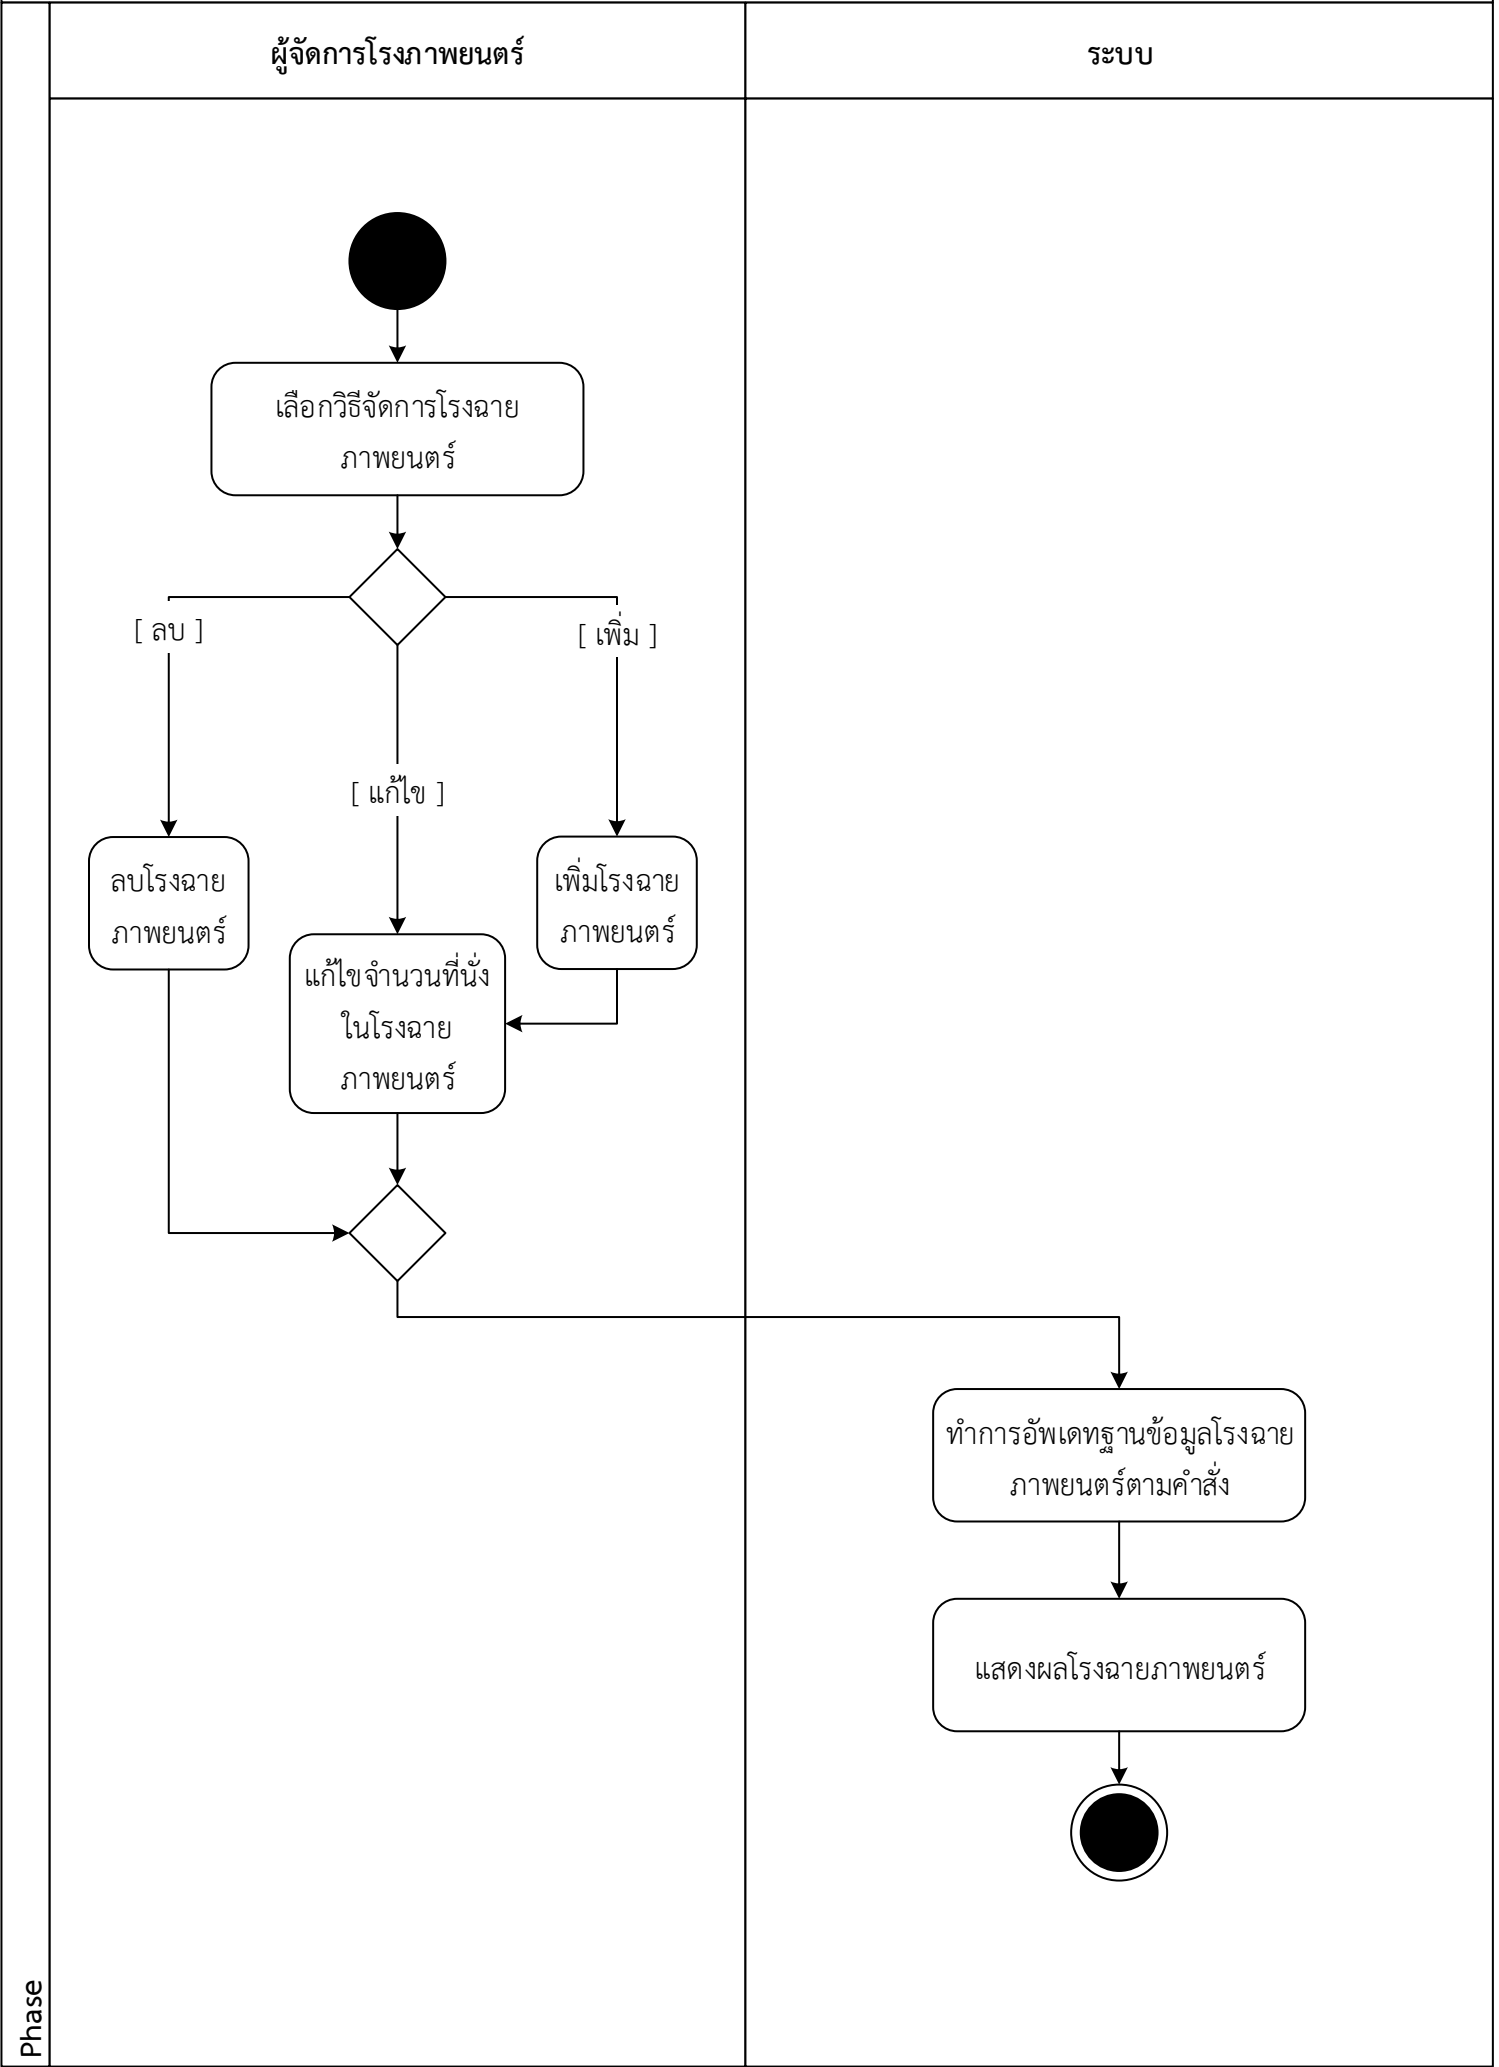 ผู้จัดการโรงภาพยนตร์
ระบบ
เลือกวิธีจัดการโรงฉาย
ภาพยนตร์
[ ลบ ]
[ เพิ่ม ]
[ แก้ไข ]
ลบโรงฉาย
ภาพยนตร์
เพิ่มโรงฉาย
ภาพยนตร์
แก้ไขจำนวนที่นั่ง
ในโรงฉาย
ภาพยนตร์
ทำการอัพเดทฐานข้อมูลโรงฉาย
ภาพยนตร์ตามคำสั่ง
แสดงผลโรงฉายภาพยนตร์
Phase